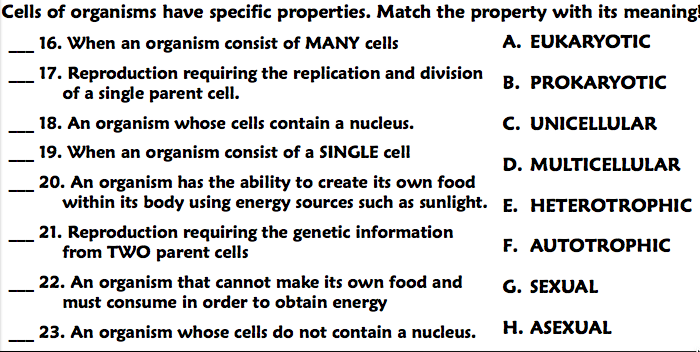 Cells of organisms have specific properties. Match the property with its meaning!
___ 16. When an organism consist of MANY cells
___ 17. Reproduction requiring the replication and division
of a single parent cell.
___ 18. An organism whose cells contain a nucleus.
___ 19. When an organism consist of a SINGLE cell
___ 20. An organism has the ability to create its own food
within its body using energy sources such as sunlight.
___ 21. Reproduction requiring the genetic information
from TWO parent cells
___ 22. An organism that cannot make its own food and
must consume in order to obtain energy
___ 23. An organism whose cells do not contain a nucleus.
A. EUKARYOTIC
B. PROKARYOTIC
C. UNICELLULAR
D. MULTICELLULAR
E. HETEROTROPHIC
F. AUTOTROPHIC
G. SEXUAL
H. ASEXUAL